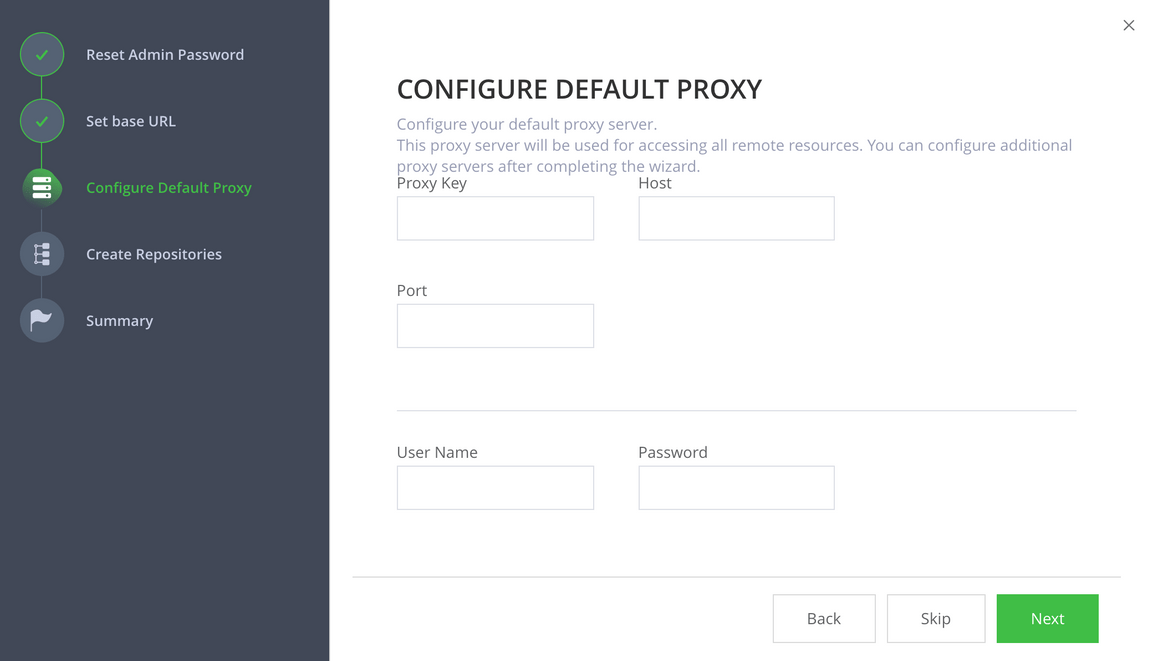 Reset Admin Password
Set base URL
Configure Default Proxy
Create Repositories
Summary
CONFIGURE DEFAULT PROXY
Configure your default proxy server.
This proxy server will be used for accessing all remote resources. You can configure additional
proxy servers after completing the wizard.
Proxy Key
Host
Port
User Name
Password
Back
Skip
Next